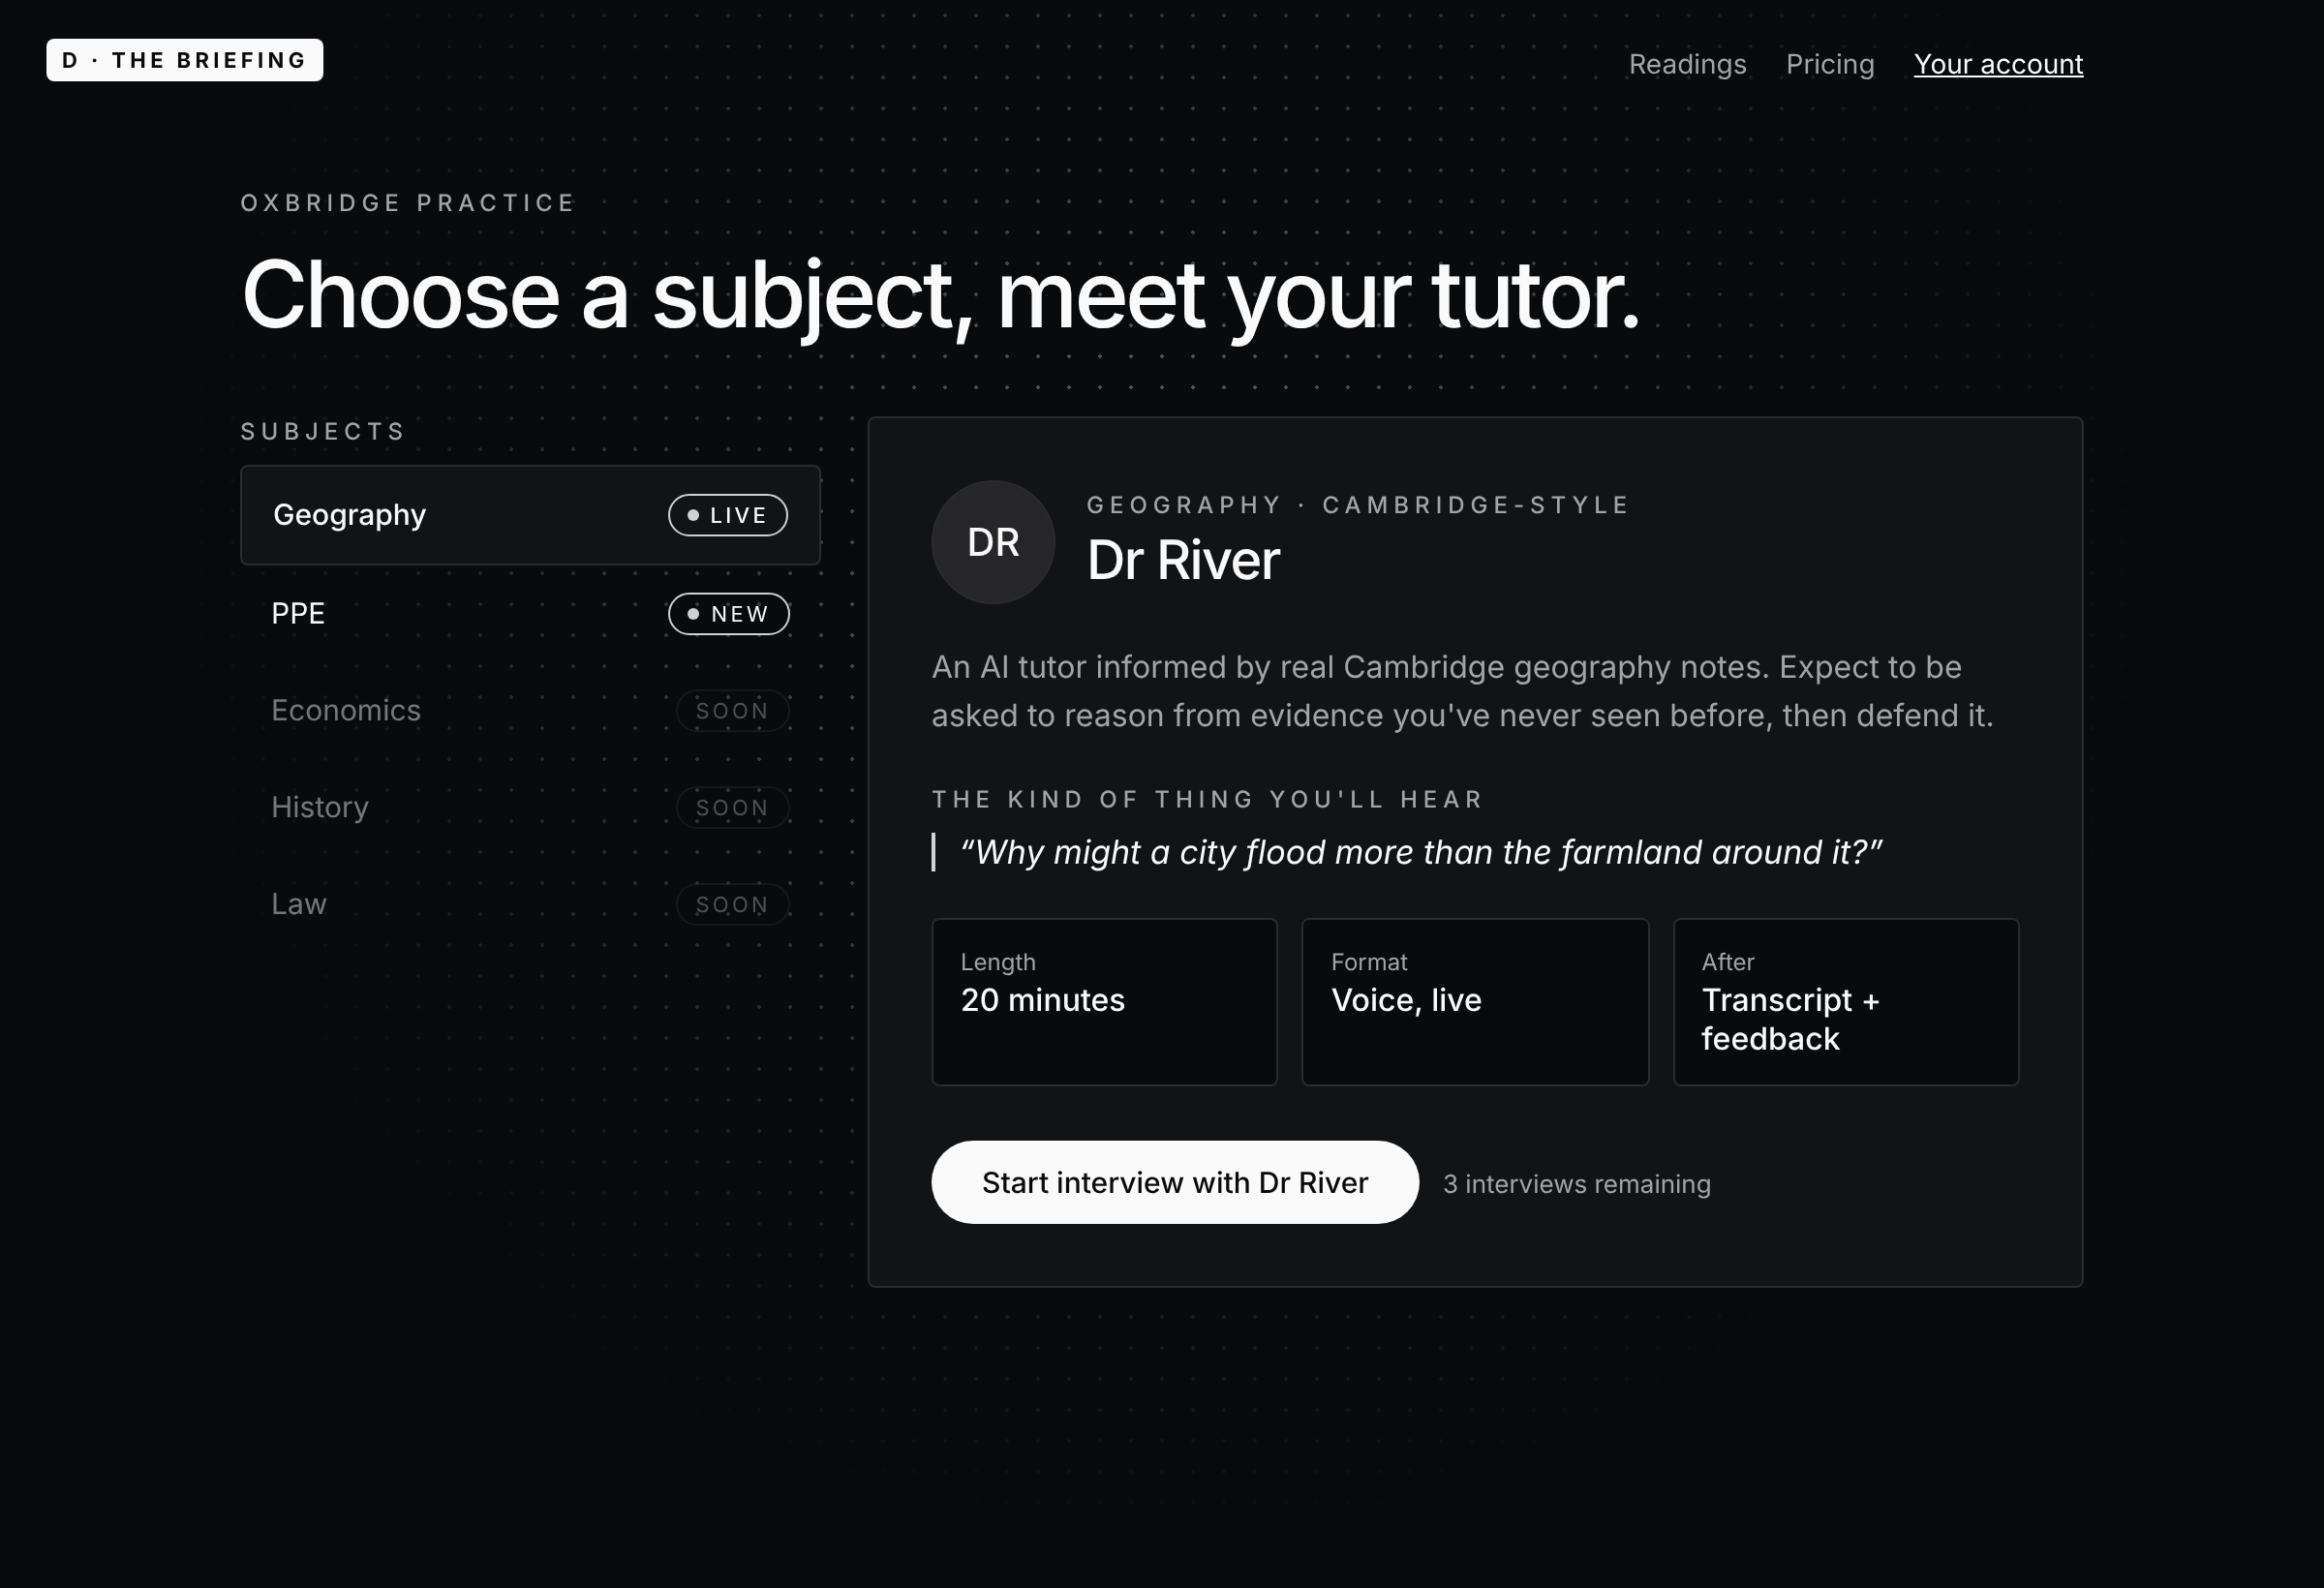 D · THE BRIEFING
Readings Pricing Your account
OXBRIDGE PRACTICE
Choose a subject, meet your tutor.
SUBJECTS
Geography LIVE
PPE NEW
Economics SOON
History SOON
Law SOON
DR
GEOGRAPHY · CAMBRIDGE-STYLE
Dr River
An AI tutor informed by real Cambridge geography notes. Expect to be
asked to reason from evidence you've never seen before, then defend it.
THE KIND OF THING YOU'LL HEAR
“Why might a city flood more than the farmland around it?”
Length
20 minutes
Format
Voice, live
After
Transcript +
feedback
Start interview with Dr River
3 interviews remaining